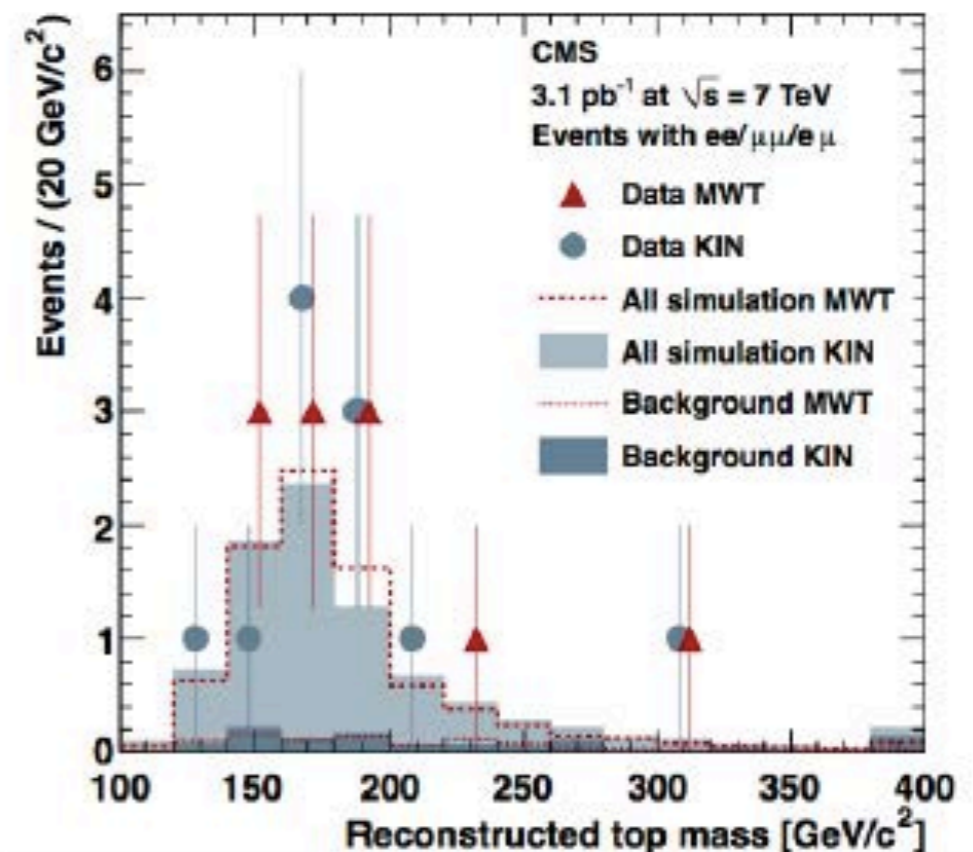 CMS
3.1 pb⁻¹ at √s = 7 TeV
Events with ee/μμ/eμ
Data MWT
Data KIN
All simulation MWT
All simulation KIN
Background MWT
Background KIN
Events / (20 GeV/c²)
6
5
4
3
2
1
0
100 150 200 250 300 350 400
Reconstructed top mass [GeV/c²]